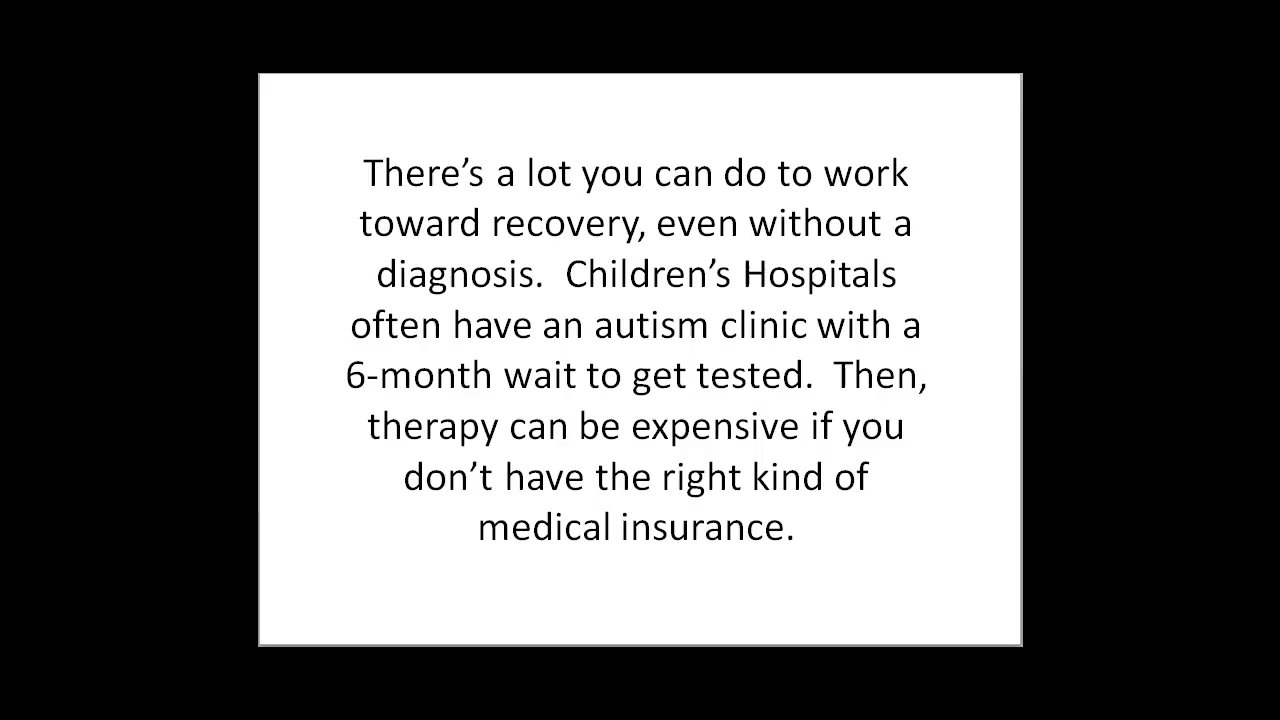 There’s a lot you can do to work
toward recovery, even without a
diagnosis.  Children’s Hospitals
often have an autism clinic with a
6-month wait to get tested.  Then,
therapy can be expensive if you
don’t have the right kind of
medical insurance.